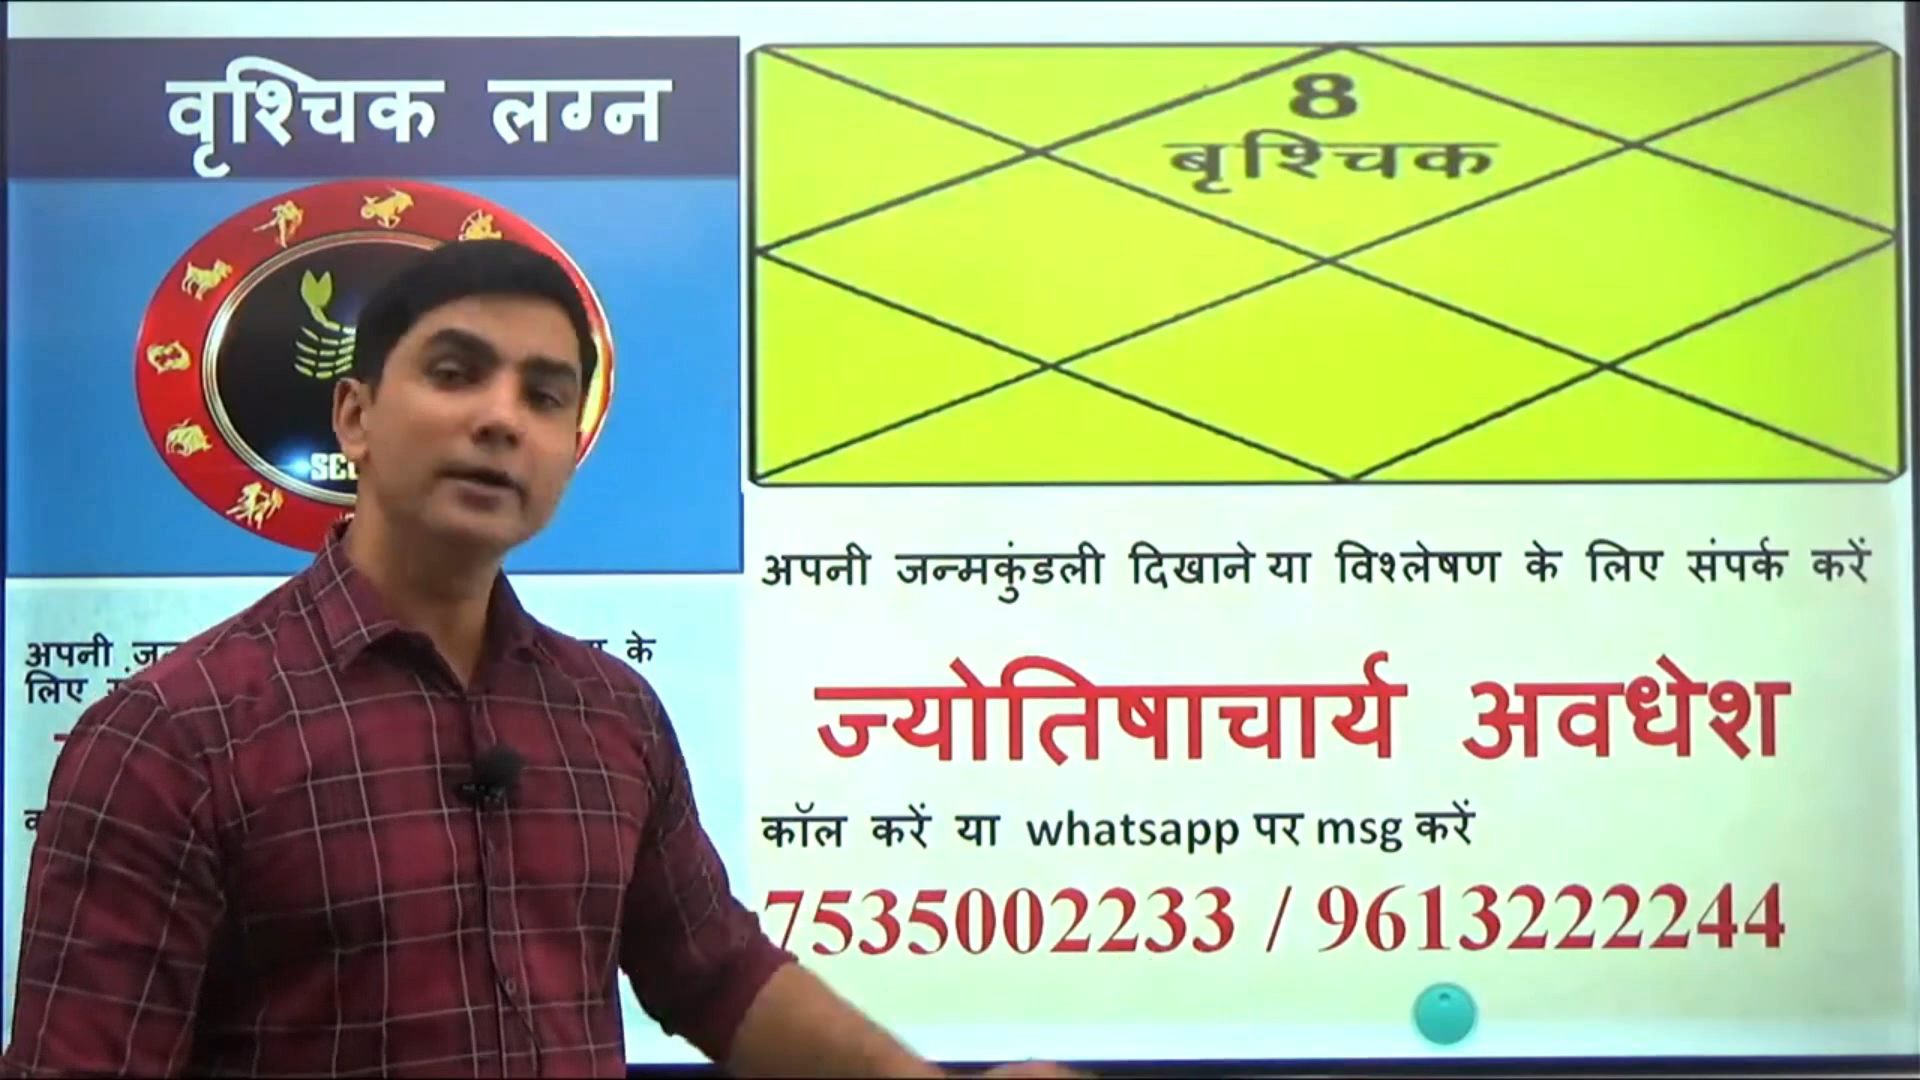 वृश्चिक लग्न
8
बृश्चिक
अपनी के
लिए
अपनी जन्मकुंडली दिखाने या विश्लेषण के लिए संपर्क करें
ज्योतिषाचार्य अवधेश
कॉल करें या whatsapp पर msg करें
7535002233 / 9613222244